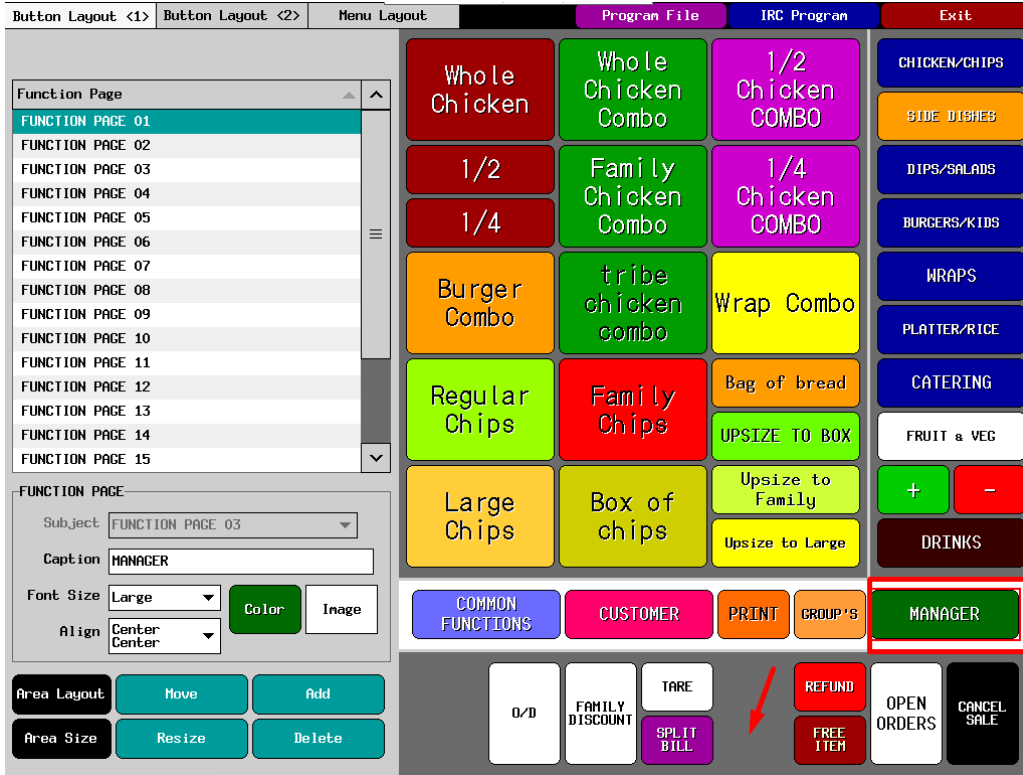 Button Layout <1> Button Layout <2> Menu Layout Program File IRC Program Exit
Function Page
FUNCTION PAGE 01
FUNCTION PAGE 02
FUNCTION PAGE 03
FUNCTION PAGE 04
FUNCTION PAGE 05
FUNCTION PAGE 06
FUNCTION PAGE 07
FUNCTION PAGE 08
FUNCTION PAGE 09
FUNCTION PAGE 10
FUNCTION PAGE 11
FUNCTION PAGE 12
FUNCTION PAGE 13
FUNCTION PAGE 14
FUNCTION PAGE 15
FUNCTION PAGE
Subject FUNCTION PAGE 03
Caption MANAGER
Font Size Large
Color
Image
Align Center
Center
Area Layout Move Add
Area Size Resize Delete
Whole
Chicken
Whole
Chicken
Combo
1/2
Chicken
COMBO
1/2
1/4
Family
Chicken
Combo
1/4
Chicken
COMBO
Burger
Combo
tribe
chicken
combo
Wrap Combo
Regular
Chips
Family
Chips
Bag of bread
UPSIZE TO BOX
Large
Chips
Box of
chips
Upsize to
Family
Upsize to Large
CHICKEN/CHIPS
SIDE DISHES
DIPS/SALADS
BURGERS/KIDS
WRAPS
PLATTER/RICE
CATERING
FRUIT & VEG
+ -
DRINKS
COMMON
FUNCTIONS
CUSTOMER
PRINT
GROUP'S
MANAGER
O/D
FAMILY
DISCOUNT
TARE
SPLIT
BILL
REFUND
FREE
ITEM
OPEN
ORDERS
CANCEL
SALE